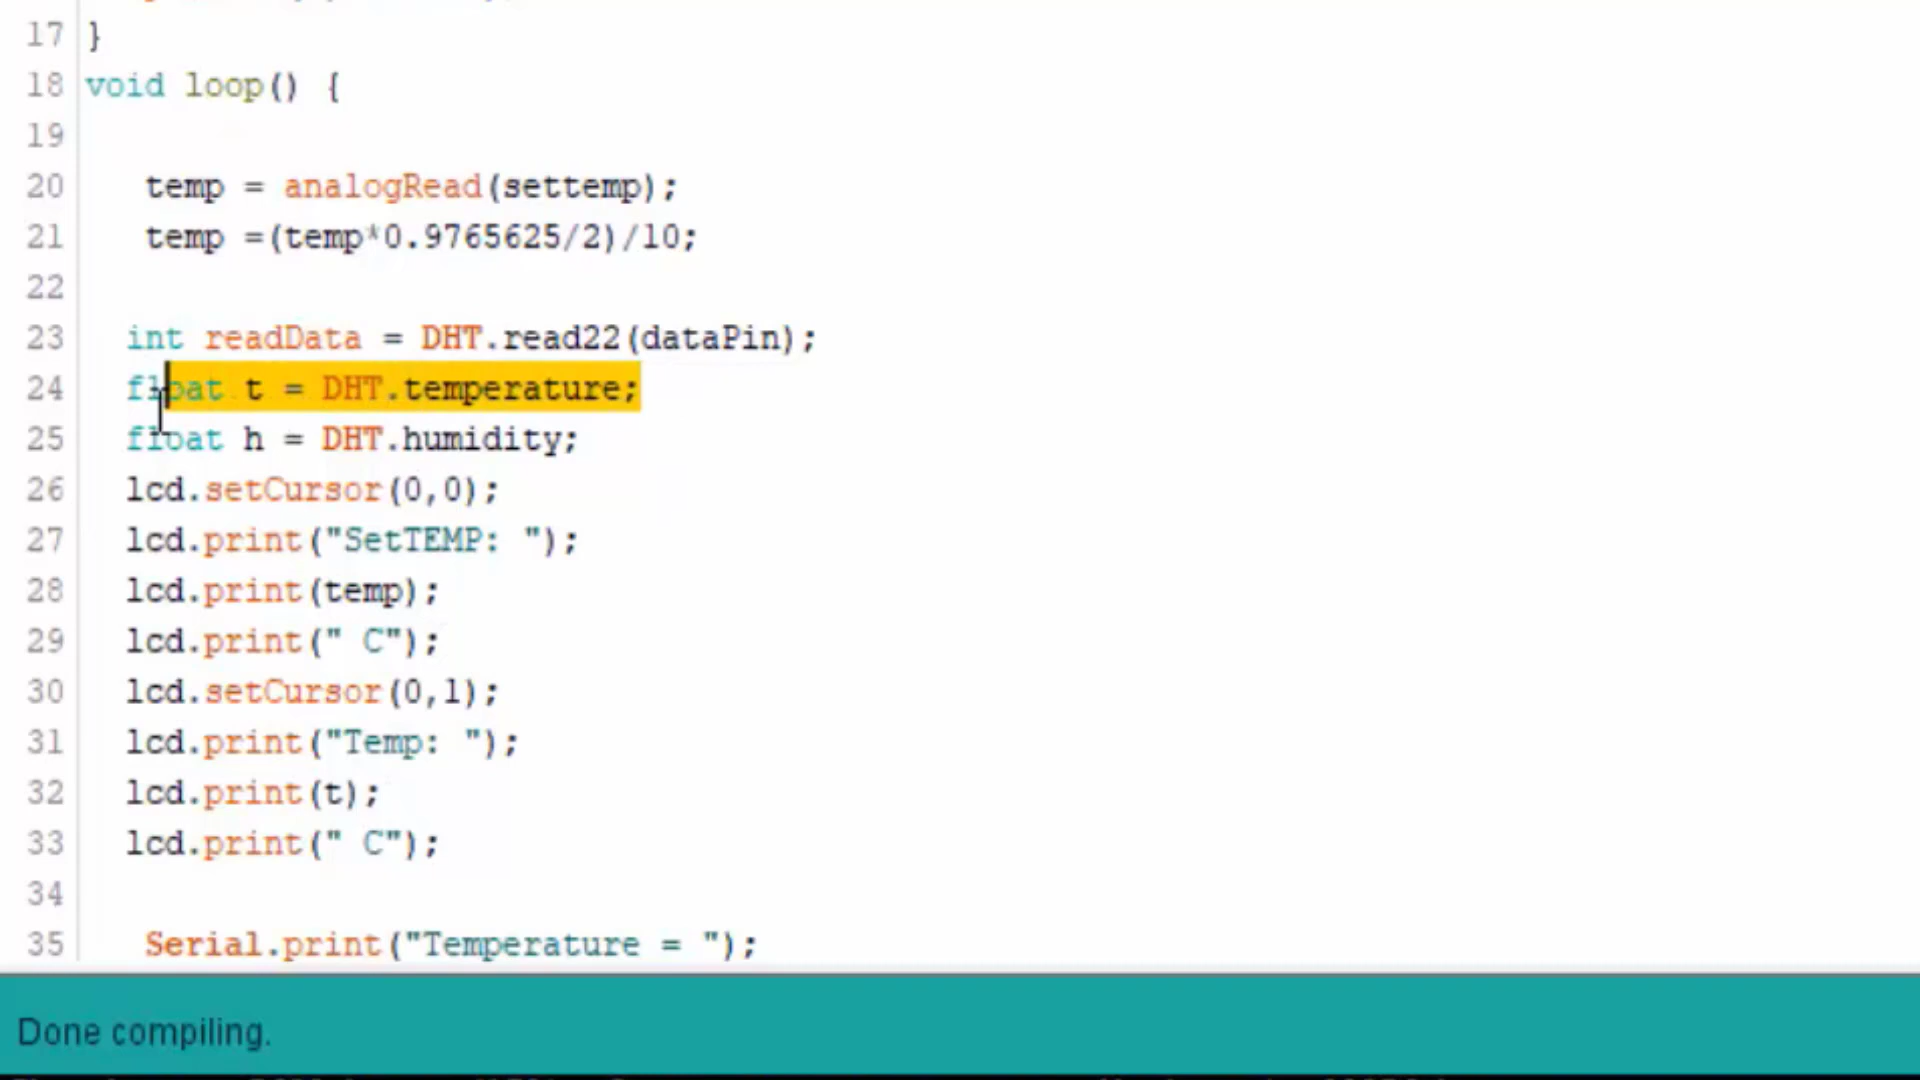 17 }
18 void loop() {
19
20 temp = analogRead(settemp);
21 temp =(temp*0.9765625/2)/10;
22
23 int readData = DHT.read22(dataPin);
24 float t = DHT.temperature;
25 float h = DHT.humidity;
26 lcd.setCursor(0,0);
27 lcd.print("SetTEMP: ");
28 lcd.print(temp);
29 lcd.print(" C");
30 lcd.setCursor(0,1);
31 lcd.print("Temp: ");
32 lcd.print(t);
33 lcd.print(" C");
34
35 Serial.print("Temperature = ");
Done compiling.